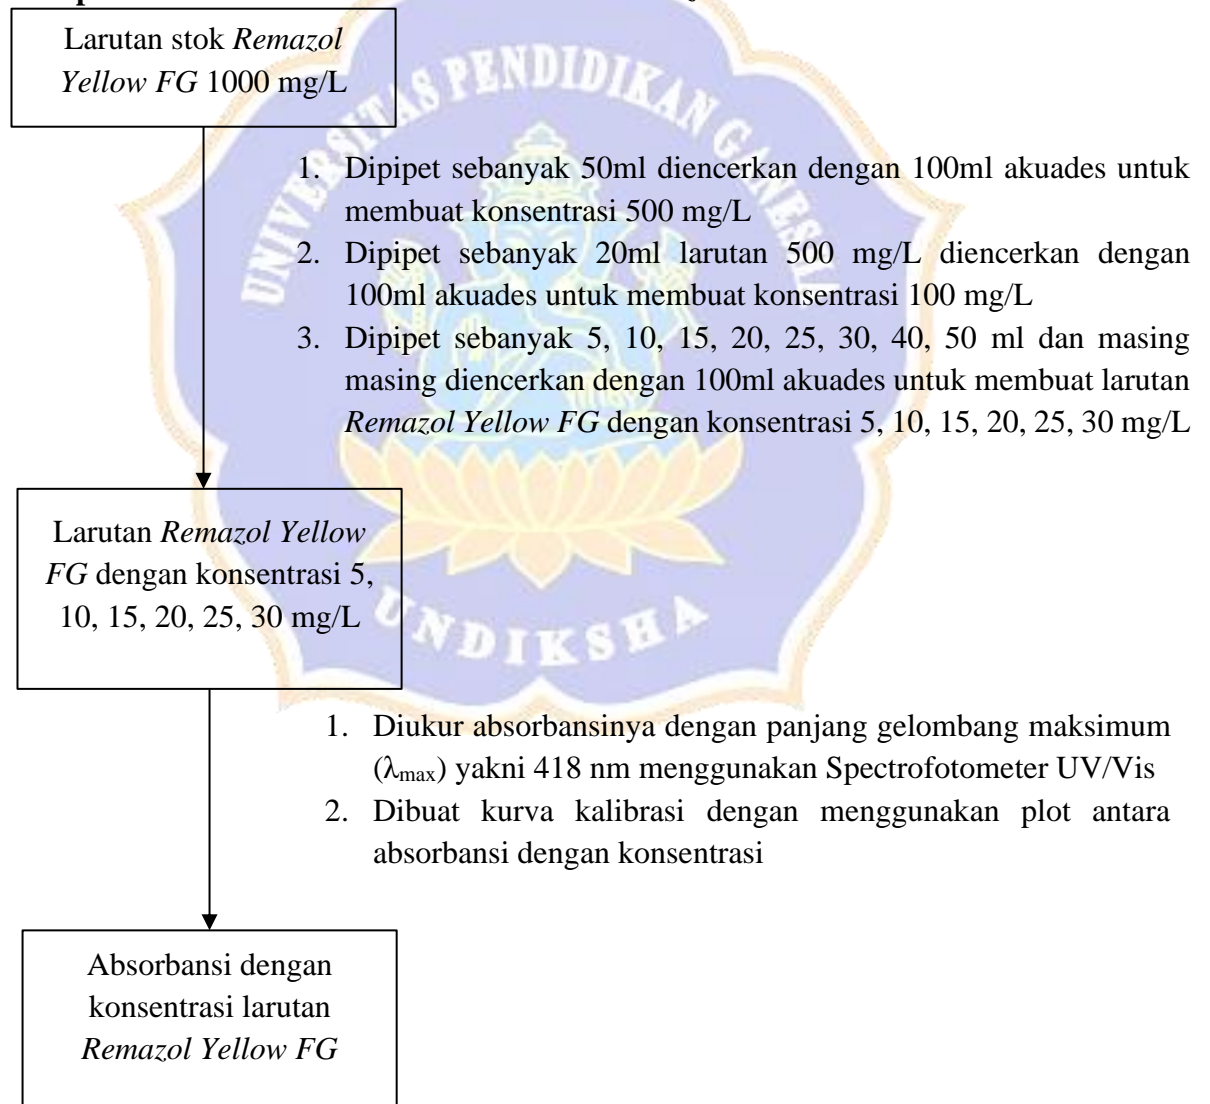 Larutan stok Remazol
Yellow FG 1000 mg/L
UNIVERSITAS PENDIDIKAN GANESHA
1. Dipipet sebanyak 50ml diencerkan dengan 100ml akuades untuk
membuat konsentrasi 500 mg/L
2. Dipipet sebanyak 20ml larutan 500 mg/L diencerkan dengan
100ml akuades untuk membuat konsentrasi 100 mg/L
3. Dipipet sebanyak 5, 10, 15, 20, 25, 30, 40, 50 ml dan masing
masing diencerkan dengan 100ml akuades untuk membuat larutan
Remazol Yellow FG dengan konsentrasi 5, 10, 15, 20, 25, 30 mg/L
Larutan Remazol Yellow
FG dengan konsentrasi 5,
10, 15, 20, 25, 30 mg/L
UNDIKSHA
1. Diukur absorbansinya dengan panjang gelombang maksimum
(λmax) yakni 418 nm menggunakan Spectrofotometer UV/Vis
2. Dibuat kurva kalibrasi dengan menggunakan plot antara
absorbansi dengan konsentrasi
Absorbansi dengan
konsentrasi larutan
Remazol Yellow FG